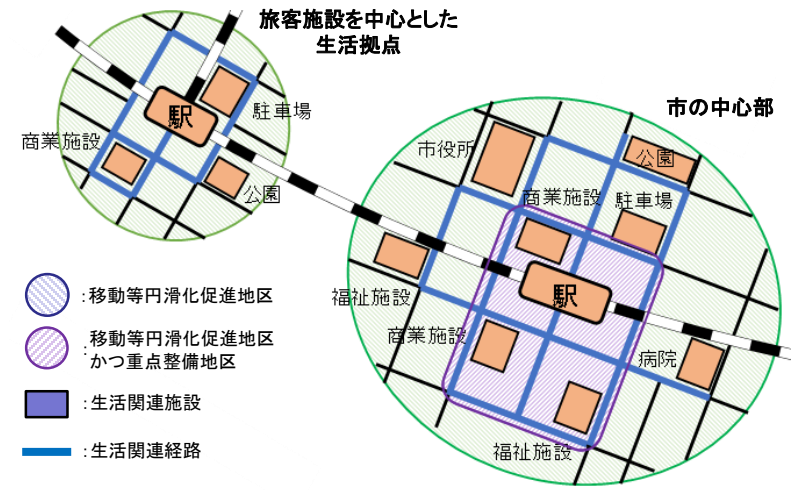 旅客施設を中心とした
生活拠点
駅
駐車場
商業施設
公園
市の中心部
市役所
公園
商業施設
駐車場
福祉施設
駅
商業施設
病院
福祉施設
：移動等円滑化促進地区
：移動等円滑化促進地区
かつ重点整備地区
：生活関連施設
：生活関連経路